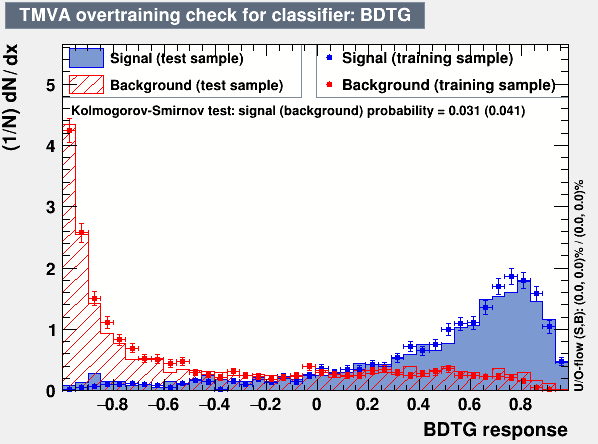 TMVA overtraining check for classifier: BDTG
Signal (test sample)
Background (test sample)
Signal (training sample)
Background (training sample)
Kolmogorov-Smirnov test: signal (background) probability = 0.031 (0.041)
(1/N) dN/dx
5
4
3
2
1
0
−0.8 −0.6 −0.4 −0.2 0 0.2 0.4 0.6 0.8
BDTG response
U/O-flow (S,B): (0.0, 0.0)% / (0.0, 0.0)%